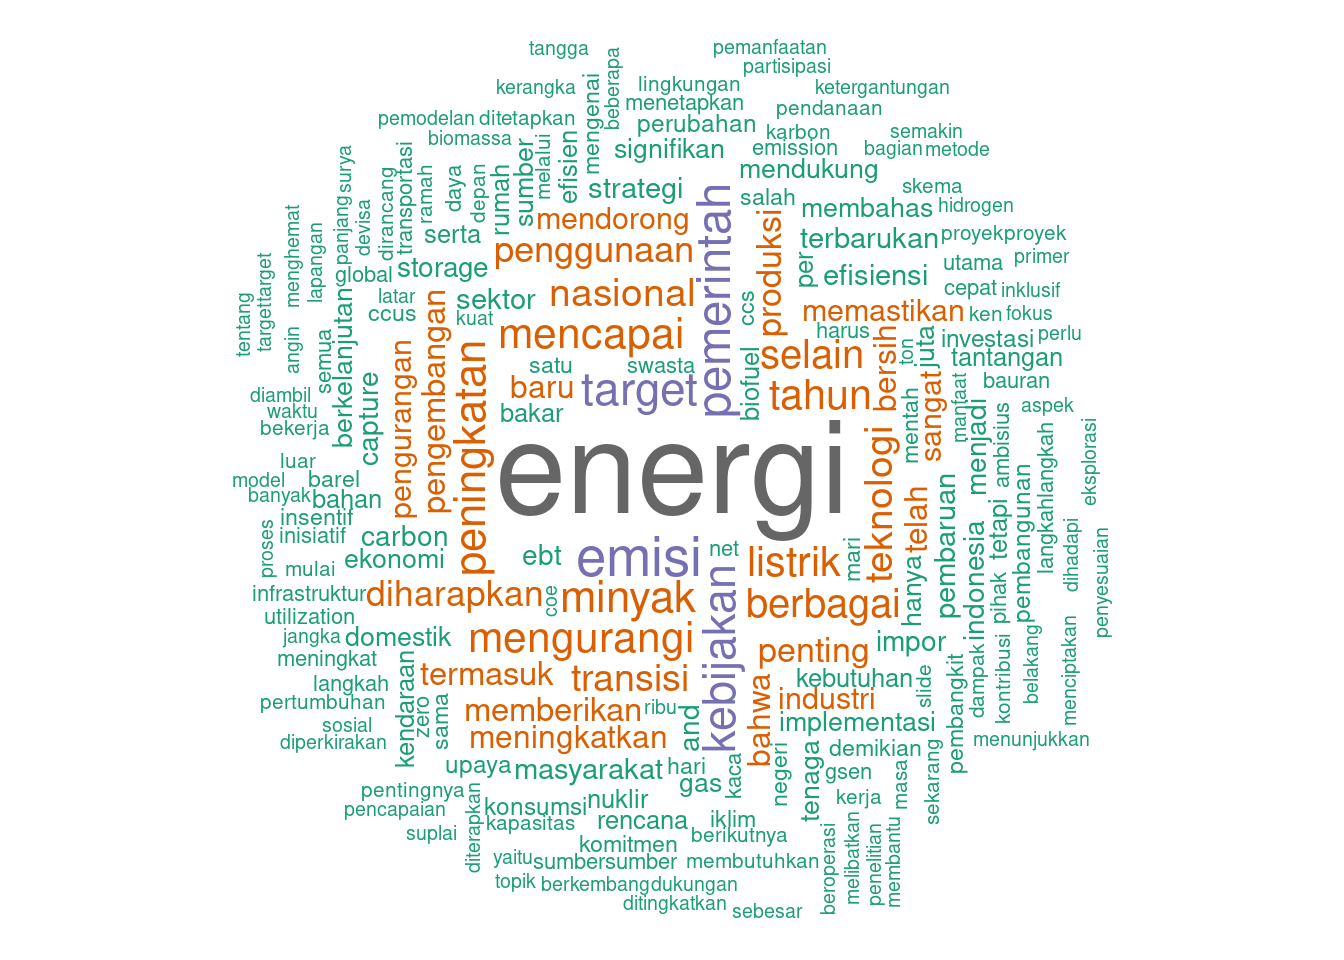 tangga
pemanfaatan
partisipasi
kerangka
beberapa
mengenai
lingkungan
ketergantungan
menetapkan
pendanaan
pemodelan
ditetapkan
perubahan
karbon
semakin
biomassa
melalui
efisien
signifikan
emission
bagian
metode
surya
transportasi
sumber
mendukung
ramah
daya
depan
rumah
strategi
salah
skema
panjang
devisa
dirancang
mendorong
pemerintah
produksi
membahas
hidrogen
menghemat
lapangan
serta
penggunaan
terbarukan
proyekproyek
tentang
targettarget
global
storage
per
efisiensi
utama
primer
angin
semua
berkelanjutan
latar
ccus
sektor
kuat
nasional
ccs
memastikan
cepat
inklusif
ken
fokus
pengurangan
pengembangan
mencapai
harus
bersih
ton
juta
investasi
perlu
satu
swasta
selain
tantangan
diambil
waktu
bekerja
capture
peningkatan
baru
target
biofuel
tahun
mentah
sangat
manfaat
bauran
bakar
aspek
menjadi
ambisius
langkahlangkah
eksplorasi
energi
luar
model
barel
banyak
bahan
teknologi
telah
pembaruan
insentif
inisiatif
carbon
proses
mulai
ekonomi
ebt
emisi
net
listrik
mari
hanya
indonesia
tetapi
pihak
pembangunan
dihadapi
penyesuaian
infrastruktur
diharapkan
coe
minyak
kebijakan
berbagai
utilization
jangka
domestik
mengurangi
penting
impor
meningkat
langkah
termasuk
transisi
kebutuhan
slide
pembangkit
dampak
kontribusi
belakang
menciptakan
pertumbuhan
kendaraan
zero
sama
memberikan
ribu
and
bahwa
industri
sosial
implementasi
diperkirakan
meningkatkan
menunjukkan
upaya
masyarakat
hari
gas
kaca
negeri
tenaga
demikian
gsen
masa
sekarang
pentingnya
pencapaian
konsumsi
nuklir
kerja
suplai
diterapkan
kapasitas
rencana
iklim
berikutnya
komitmen
yaitu
sumbersumber
membutuhkan
beroperasi
melibatkan
penelitian
membantu
topik
berkembang
dukungan
ditingkatkan
sebesar